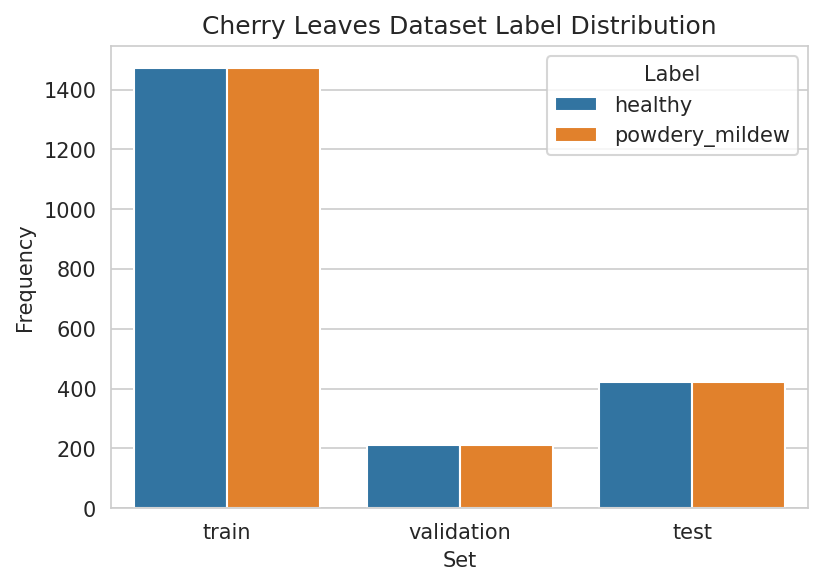 Cherry Leaves Dataset Label Distribution
Label
healthy
powdery_mildew
Frequency
1400
1200
1000
800
600
400
200
0
train validation test
Set